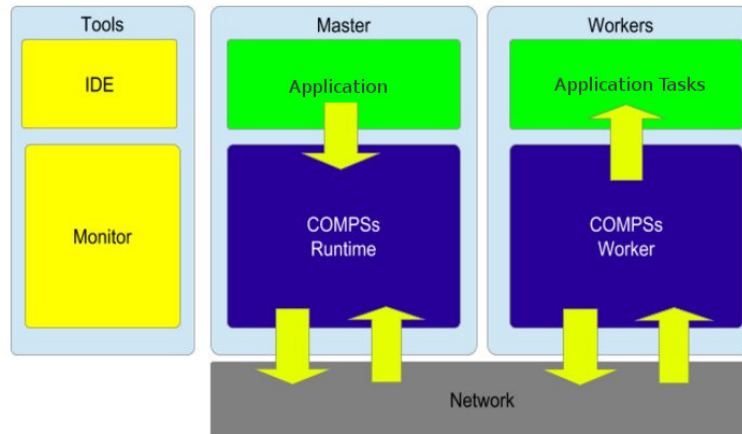 Tools
IDE
Monitor
Master
Application
COMPSs
Runtime
Workers
Application Tasks
COMPSs
Worker
Network